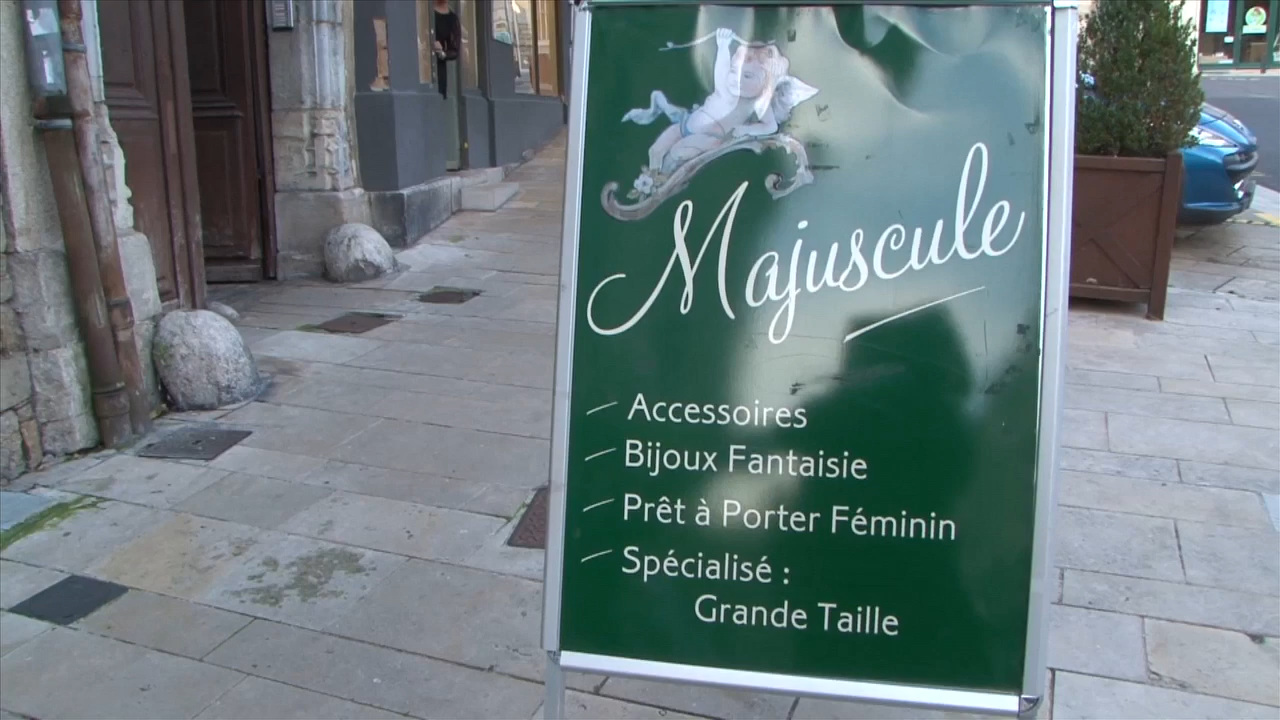 Majuscule
Accessoires
Bijoux Fantaisie
Prêt à Porter Féminin
Spécialisé :
Grande Taille